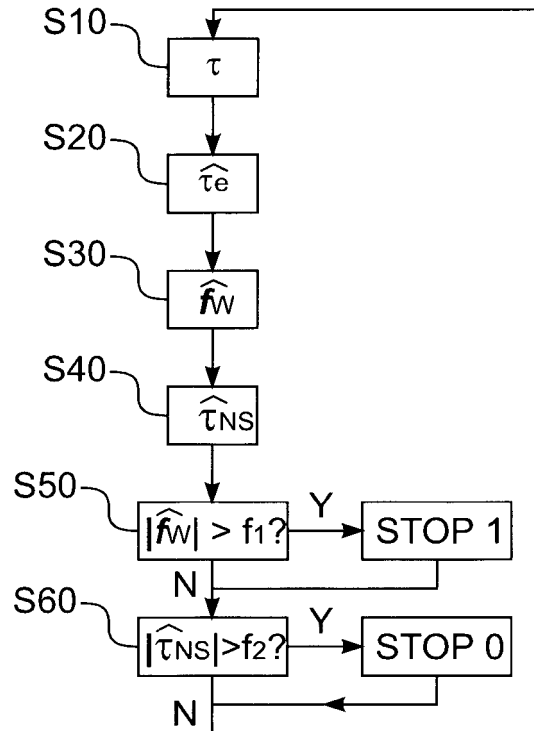 S10
τ
S20
τ̂e
S30
f̂W
S40
τ̂NS
S50
|f̂W| > f1?
Y
STOP 1
N
S60
|τ̂NS|>f2?
Y
STOP 0
N